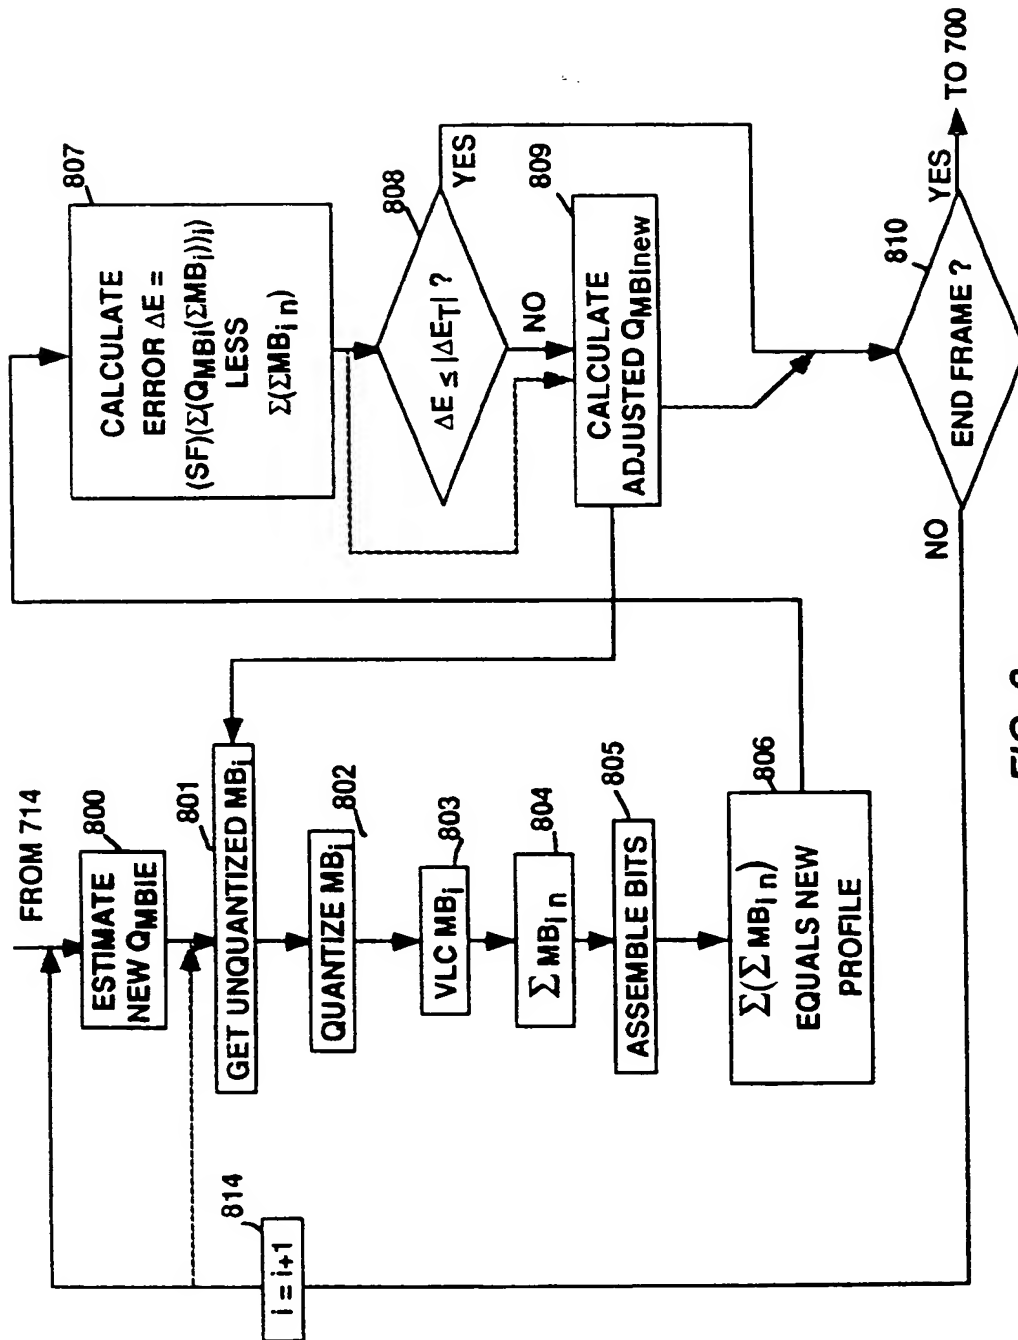 FROM 714
800
ESTIMATE
NEW QMBIE
801
GET UNQUANTIZED MBi
802
QUANTIZE MBi
803
VLC MBi
804
Σ MBi n
805
ASSEMBLE BITS
806
Σ(Σ MBi n)
EQUALS NEW
PROFILE
807
CALCULATE
ERROR ΔE =
(SF)(Σ(QMBi(ΣMBi))i)
LESS
Σ(ΣMBi n)
808
ΔE ≤ |ΔET| ?
YES
NO
809
CALCULATE
ADJUSTED QMBInew
810
END FRAME ?
YES
TO 700
NO
814
i = i+1